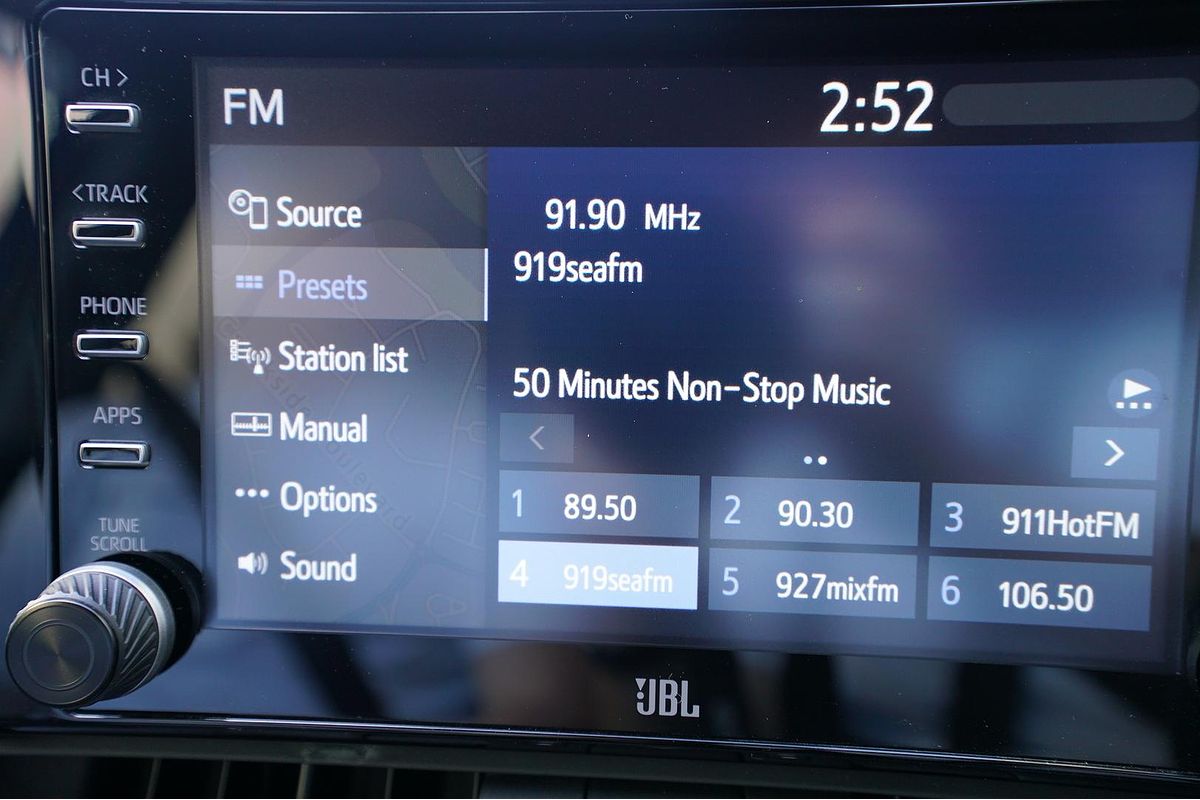 CH >
FM
2:52
<TRACK
Source
91.90 MHz
919seafm
Presets
PHONE
Station list
50 Minutes Non-Stop Music
APPS
Manual
< >
Options
1 89.50
2 90.30
3 911HotFM
TUNE
SCROLL
Sound
4 919seafm
5 927mixfm
6 106.50
JBL